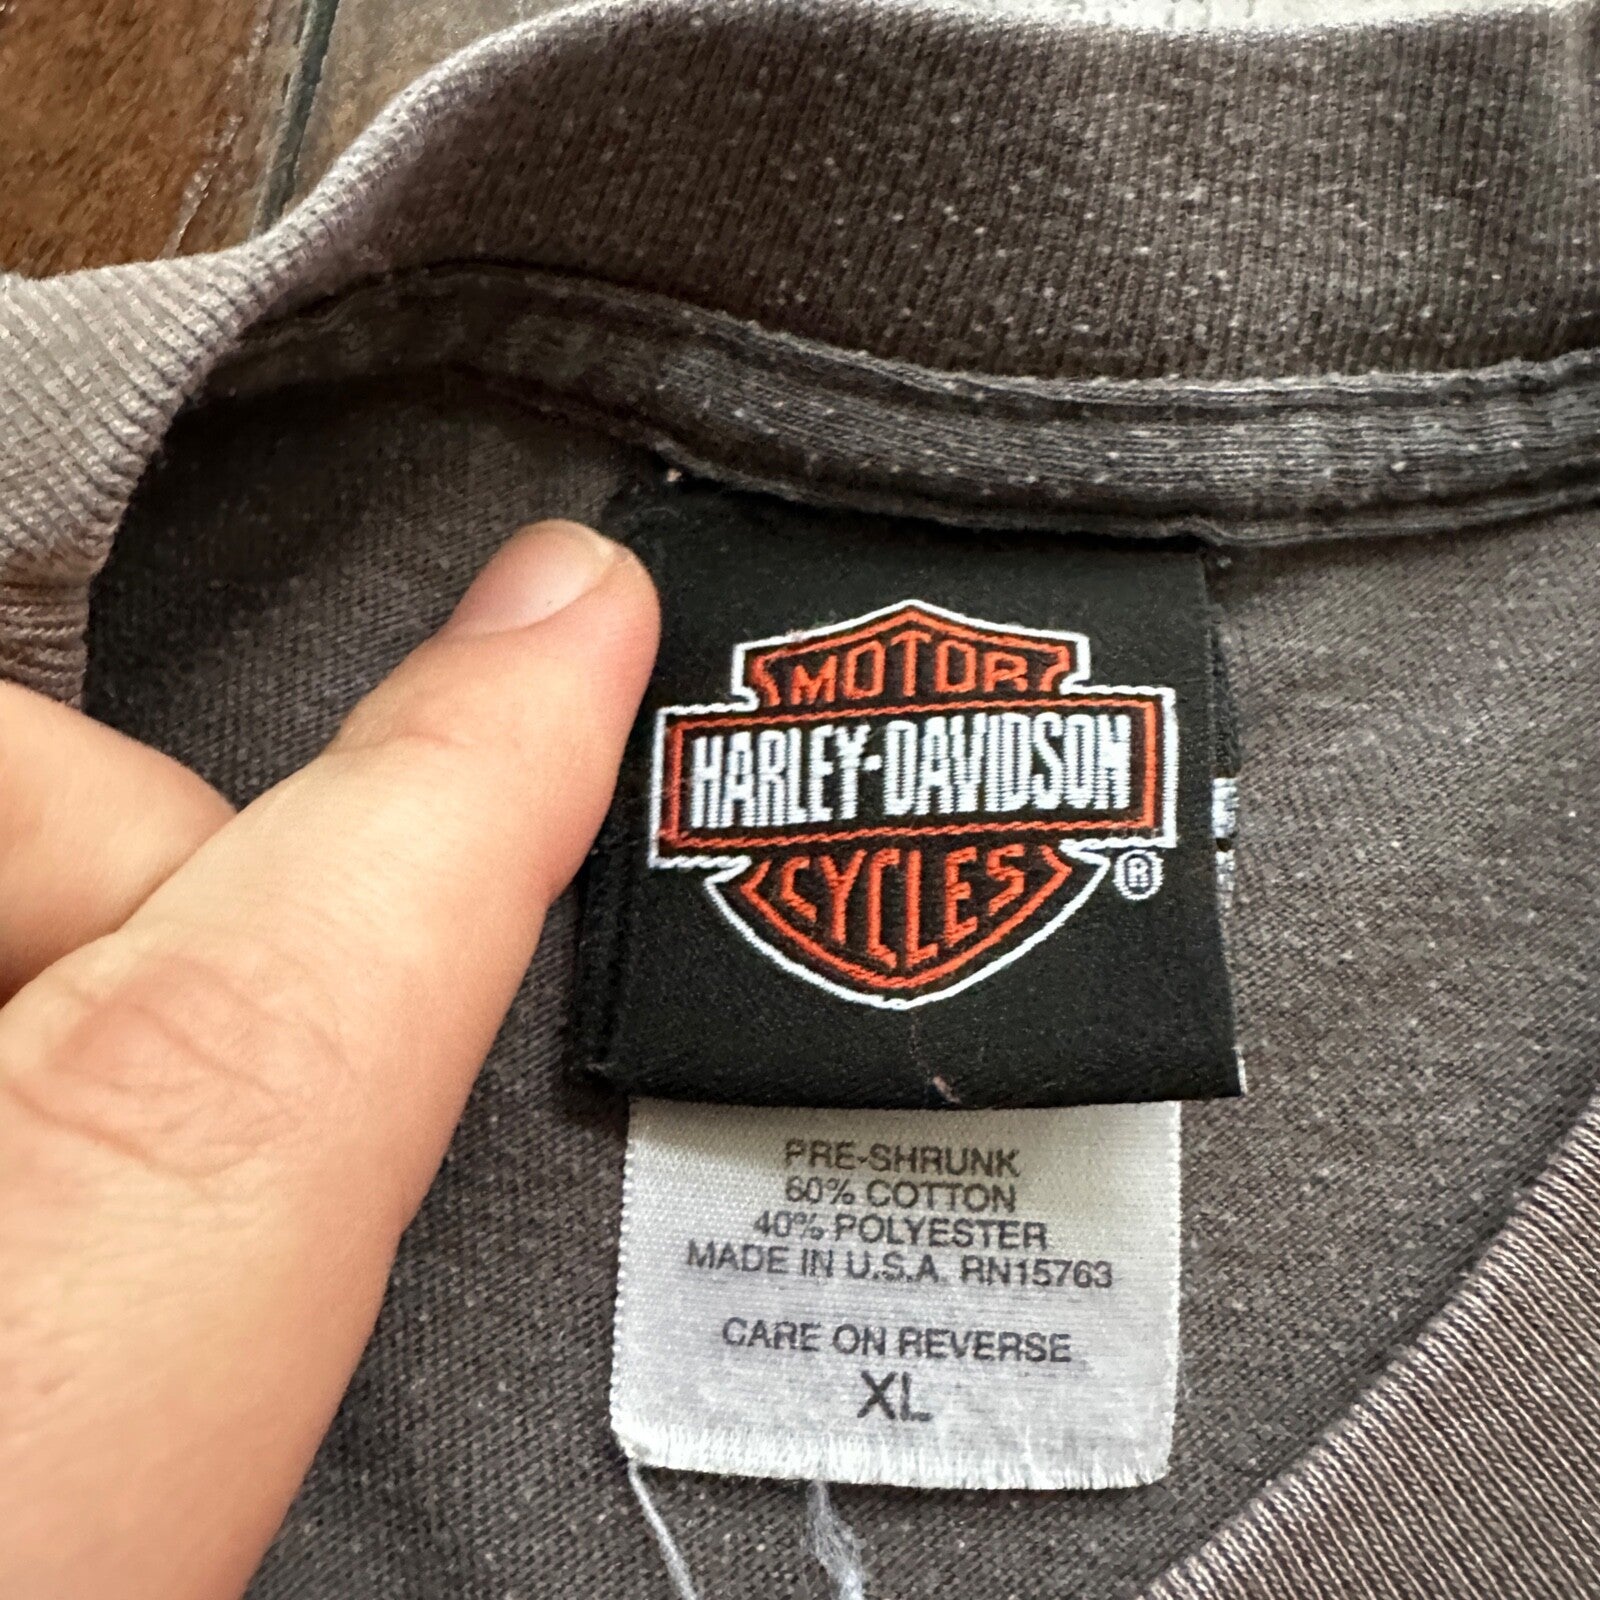 MOTOR
HARLEY-DAVIDSON
CYCLES
®
PRE-SHRUNK
60% COTTON
40% POLYESTER
MADE IN U.S.A. RN15763
CARE ON REVERSE
XL